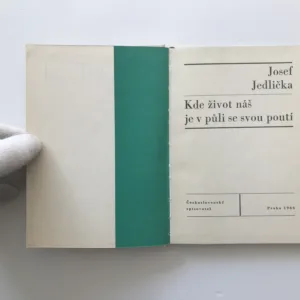 Josef
Jedlička
Kde život náš
je v půli se svou poutí
Československý
spisovatel
Praha 1966